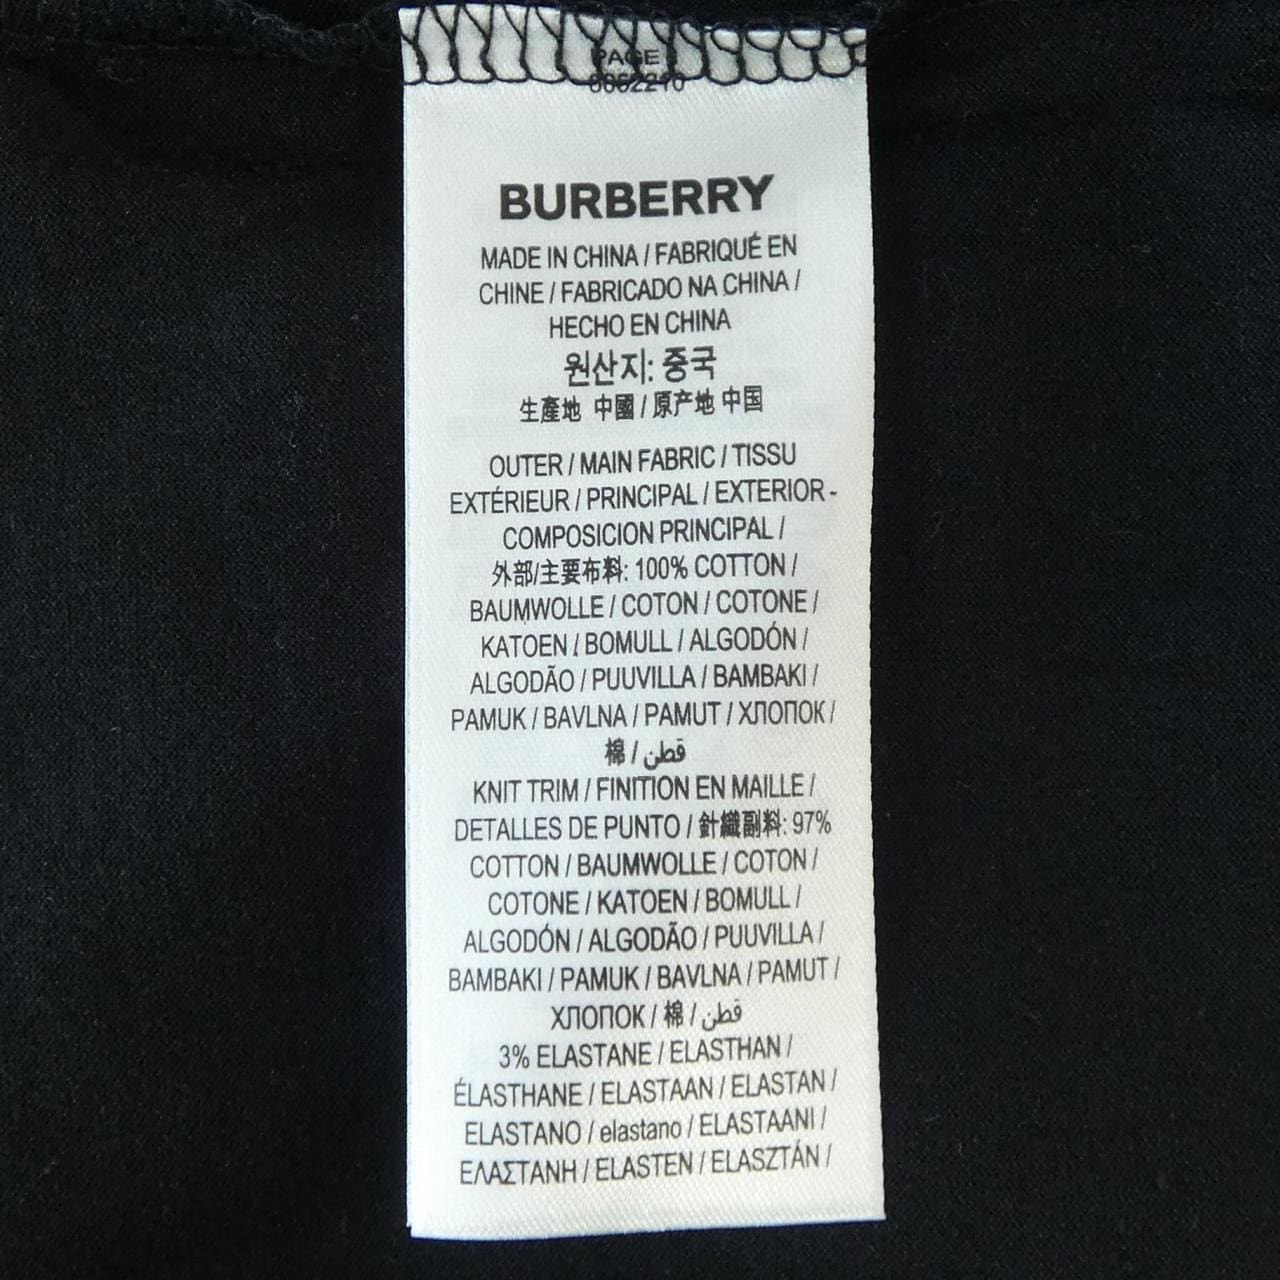 PAGE
BURBERRY
MADE IN CHINA / FABRIQUÉ EN
CHINE / FABRICADO NA CHINA /
HECHO EN CHINA
원산지: 중국
生產地 中國 / 原产地 中国
OUTER / MAIN FABRIC / TISSU
EXTÉRIEUR / PRINCIPAL / EXTERIOR -
COMPOSICION PRINCIPAL /
外部/主要布料: 100% COTTON /
BAUMWOLLE / COTON / COTONE /
KATOEN / BOMULL / ALGODÓN /
ALGODÃO / PUUVILLA / BAMBAKI /
PAMUK / BAVLNA / PAMUT / ХЛОПОК /
棉 / قطن
KNIT TRIM / FINITION EN MAILLE /
DETALLES DE PUNTO / 針織副料: 97%
COTTON / BAUMWOLLE / COTON /
COTONE / KATOEN / BOMULL /
ALGODÓN / ALGODÃO / PUUVILLA /
BAMBAKI / PAMUK / BAVLNA / PAMUT /
ХЛОПОК / 棉 / قطن
3% ELASTANE / ELASTHAN /
ÉLASTHANE / ELASTAAN / ELASTAN /
ELASTANO / elastano / ELASTAANI /
ΕΛΑΣΤΑΝΗ / ELASTEN / ELASZTÁN /